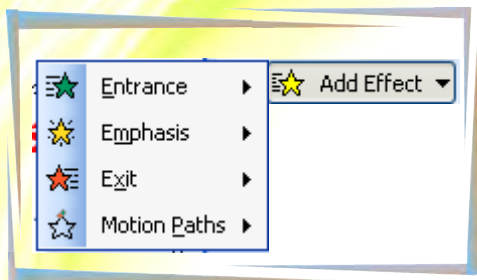 Entrance
Add Effect
Emphasis
Exit
Motion Paths